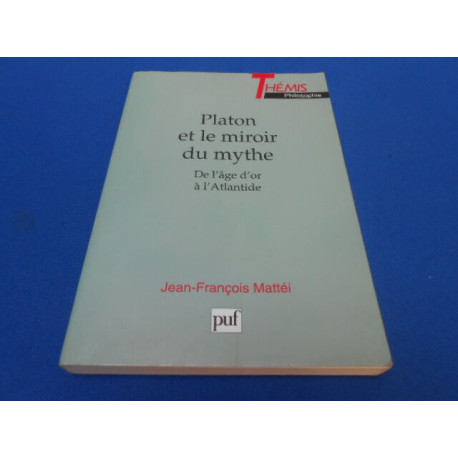 THÉMIS
Philosophie
Platon
et le miroir
du mythe
De l'âge d'or
à l'Atlantide
Jean-François Mattéi
puf